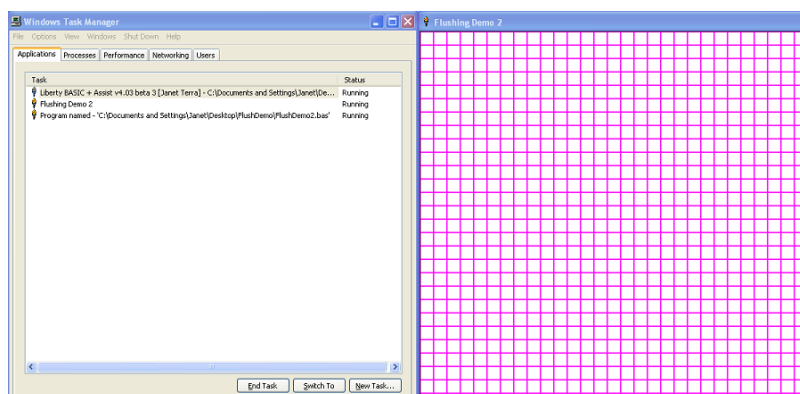 Windows Task Manager
File Options View Windows Shut Down Help
Applications Processes Performance Networking Users
Task Status
Liberty BASIC + Assist v4.03 beta 3 [Janet Terra] - C:\Documents and Settings\Janet\De... Running
Flushing Demo 2 Running
Program named - 'C:\Documents and Settings\Janet\Desktop\FlushDemo\FlushDemo2.bas' Running
End Task Switch To New Task...
Flushing Demo 2